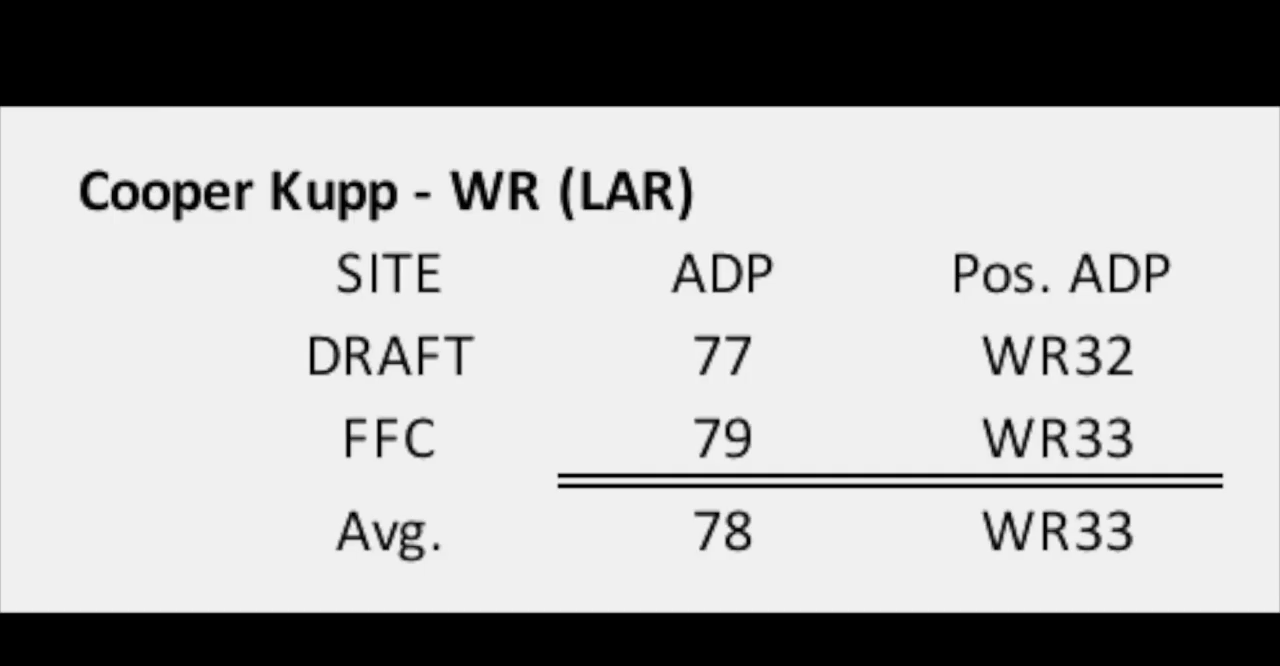 Cooper Kupp - WR (LAR)
SITE ADP Pos. ADP
DRAFT 77 WR32
FFC 79 WR33
Avg. 78 WR33